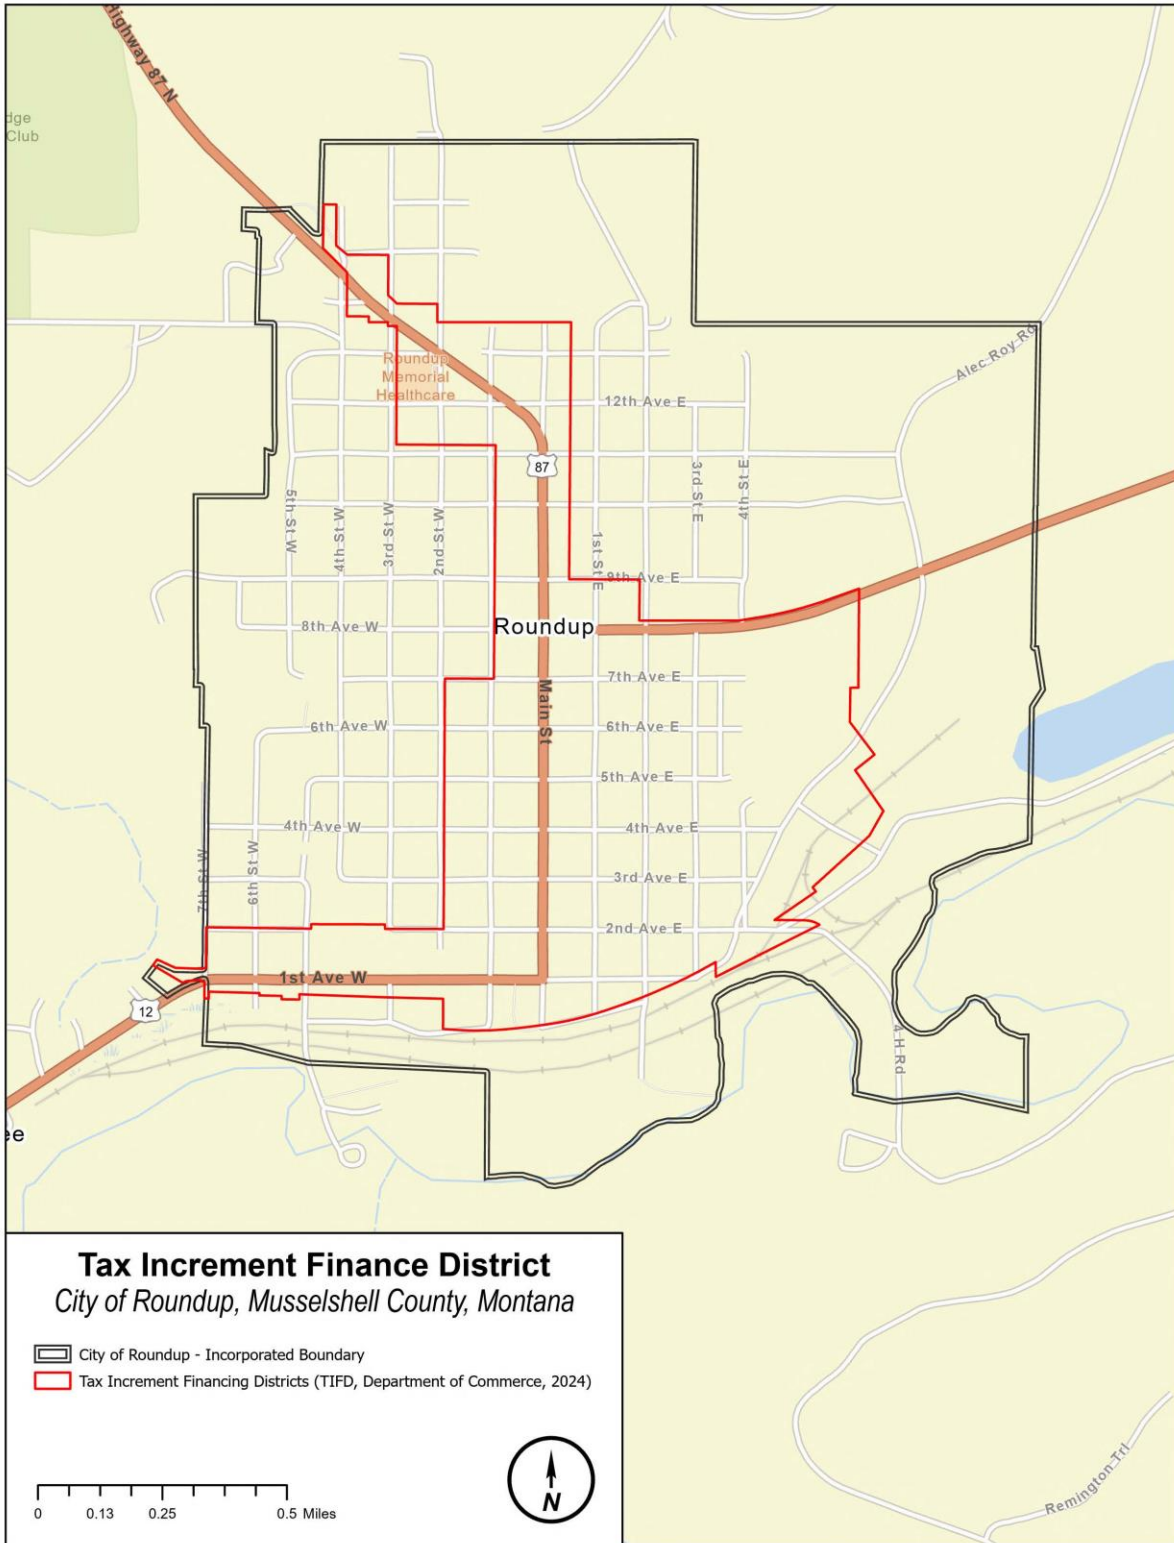 Highway 87 N
dge
Club
Alec Roy Rd
Roundup
Memorial
Healthcare
12th Ave E
87
5th St W
4th St W
3rd St W
2nd St W
1st St E
3rd St E
4th St E
9th Ave E
8th Ave W
Roundup
7th Ave E
Main St
6th Ave W
6th Ave E
5th Ave E
4th Ave W
4th Ave E
7th St W
6th St W
3rd Ave E
2nd Ave E
1st Ave W
12
4 H Rd
ee
Tax Increment Finance District
City of Roundup, Musselshell County, Montana
City of Roundup - Incorporated Boundary
Tax Increment Financing Districts (TIFD, Department of Commerce, 2024)
N
0 0.13 0.25 0.5 Miles
Remington Trl